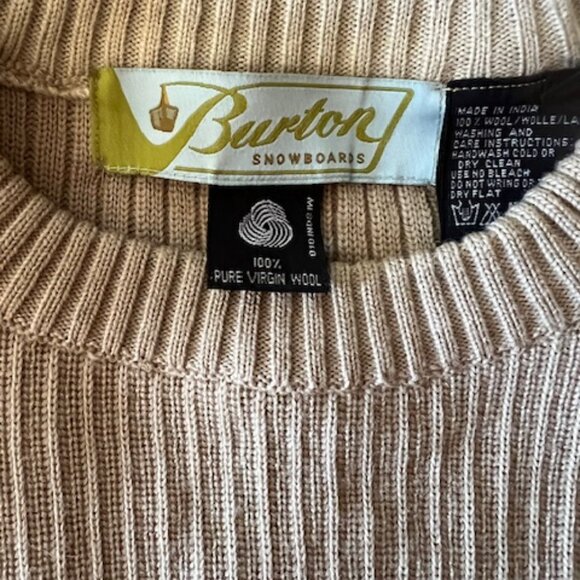 Burton
SNOWBOARDS
MADE IN INDIA
100% WOOL/WOLLE/LA
WASHING AND
CARE INSTRUCTIONS:
HANDWASH COLD OR
DRY CLEAN
USE NO BLEACH
DO NOT WRING OR
DRY FLAT
100%
PURE VIRGIN WOOL